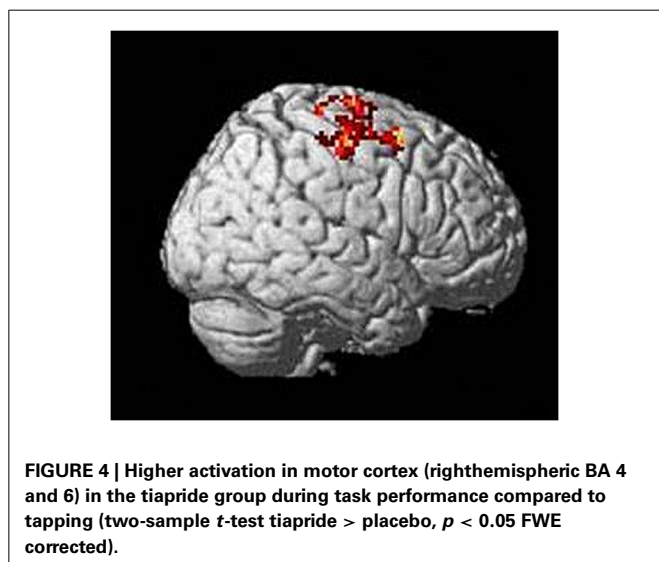 FIGURE 4 | Higher activation in motor cortex (righthemispheric BA 4
and 6) in the tiapride group during task performance compared to
tapping (two-sample t-test tiapride > placebo, p < 0.05 FWE
corrected).